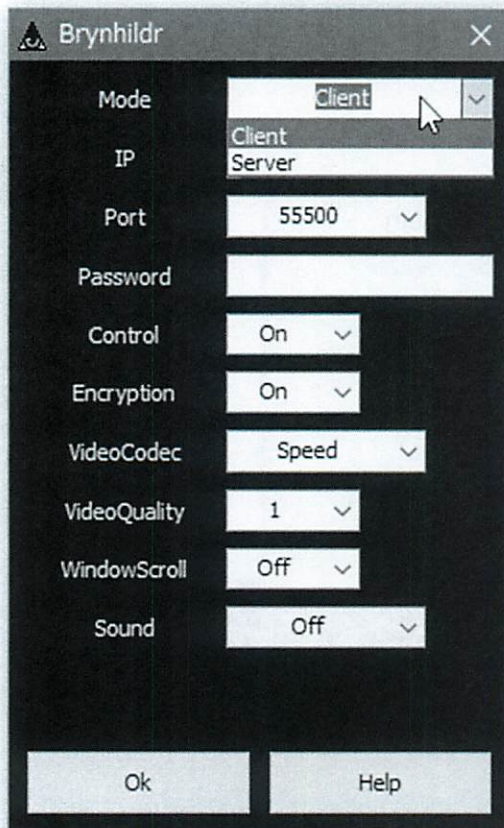 Brynhildr
Mode Client
Client
IP Server
Port 55500
Password
Control On
Encryption On
VideoCodec Speed
VideoQuality 1
WindowScroll Off
Sound Off
Ok Help